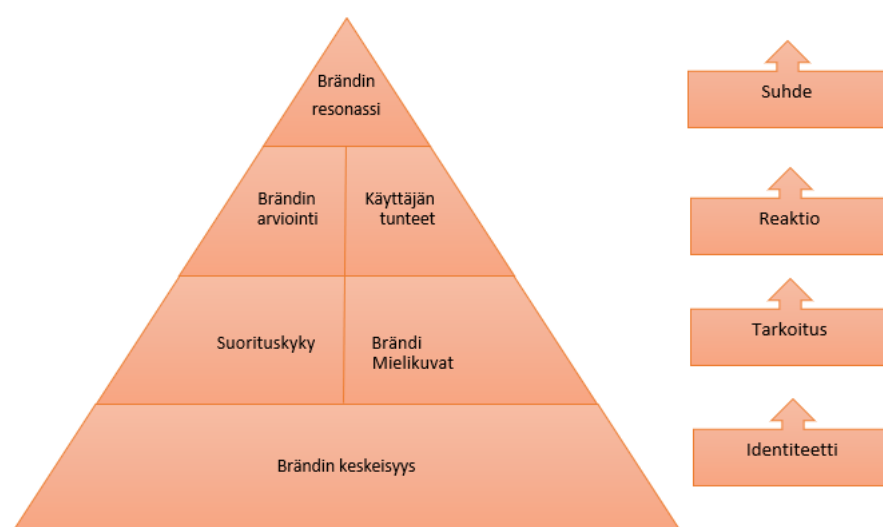 Brändin
resonassi
Suhde
Brändin
arviointi
Käyttäjän
tunteet
Reaktio
Suorituskyky
Brändi
Mielikuvat
Tarkoitus
Brändin keskeisyys
Identiteetti